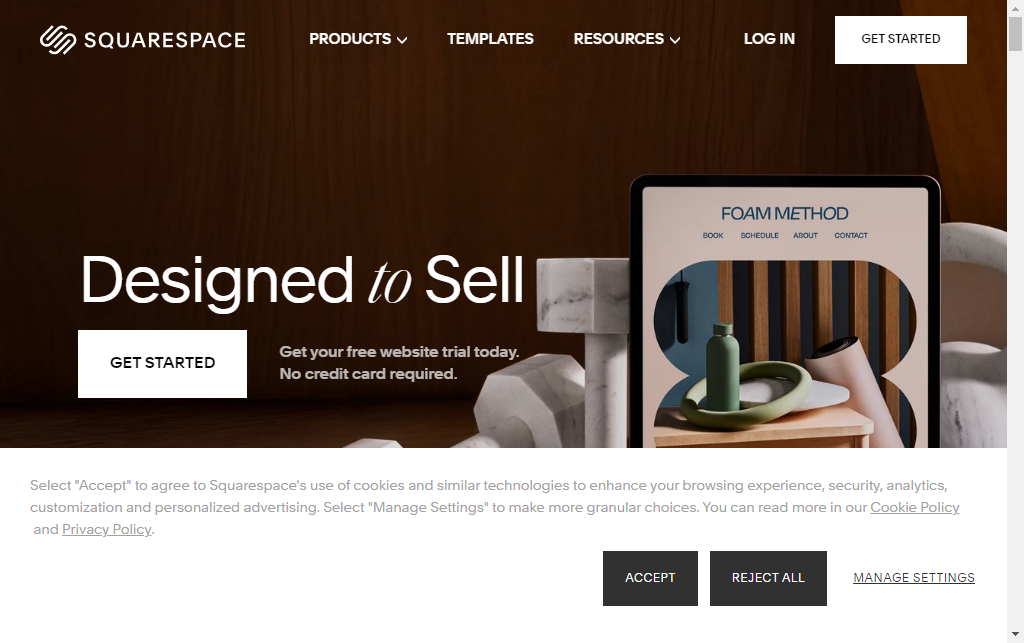 SQUARESPACE
PRODUCTS
TEMPLATES
RESOURCES
LOG IN
GET STARTED
FOAM METHOD
BOOK SCHEDULE ABOUT CONTACT
Designed to Sell
GET STARTED
Get your free website trial today.
No credit card required.
Select "Accept" to agree to Squarespace's use of cookies and similar technologies to enhance your browsing experience, security, analytics,
customization and personalized advertising. Select "Manage Settings" to make more granular choices. You can read more in our Cookie Policy
and Privacy Policy.
ACCEPT
REJECT ALL
MANAGE SETTINGS